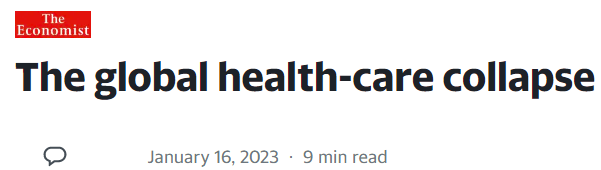 The
Economist
The global health-care collapse
January 16, 2023 · 9 min read